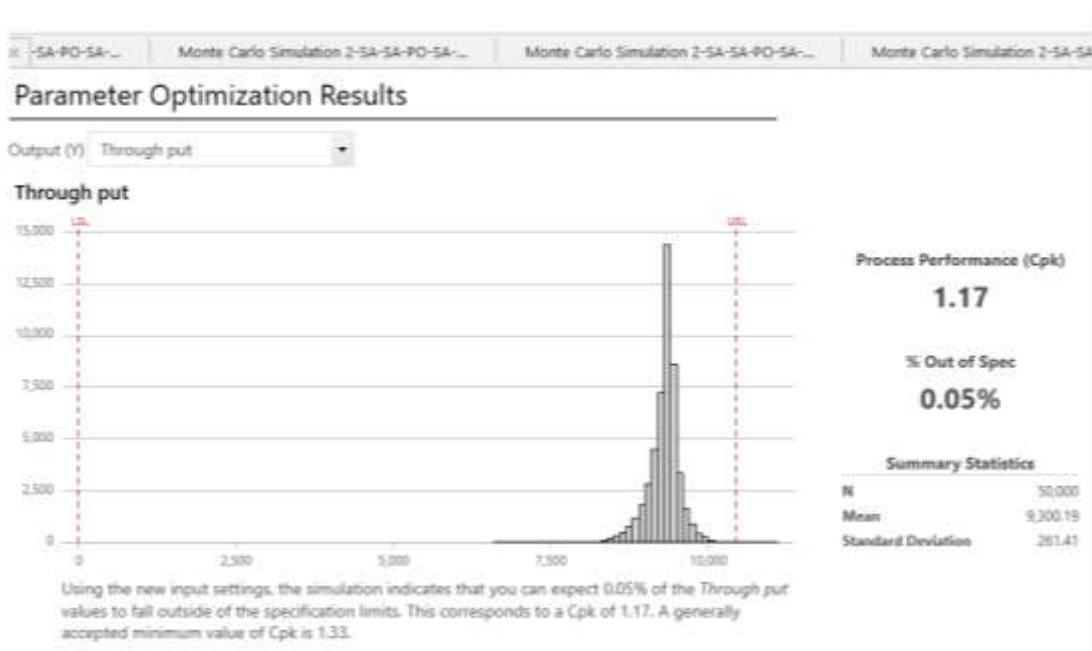 -SA-PO-SA-... Monte Carlo Simulation 2-SA-SA-PO-SA-... Monte Carlo Simulation 2-SA-SA-PO-SA-... Monte Carlo Simulation 2-SA-SA
Parameter Optimization Results
Output (Y) Through put
Through put
LSL USL
15,000
12,500
10,000
7,500
5,000
2,500
0
0 2,500 5,000 7,500 10,000
Using the new input settings, the simulation indicates that you can expect 0.05% of the Through put
values to fall outside of the specification limits. This corresponds to a Cpk of 1.17. A generally
accepted minimum value of Cpk is 1.33.
Process Performance (Cpk)
1.17
% Out of Spec
0.05%
Summary Statistics
N 50,000
Mean 9,300.19
Standard Deviation 261.41